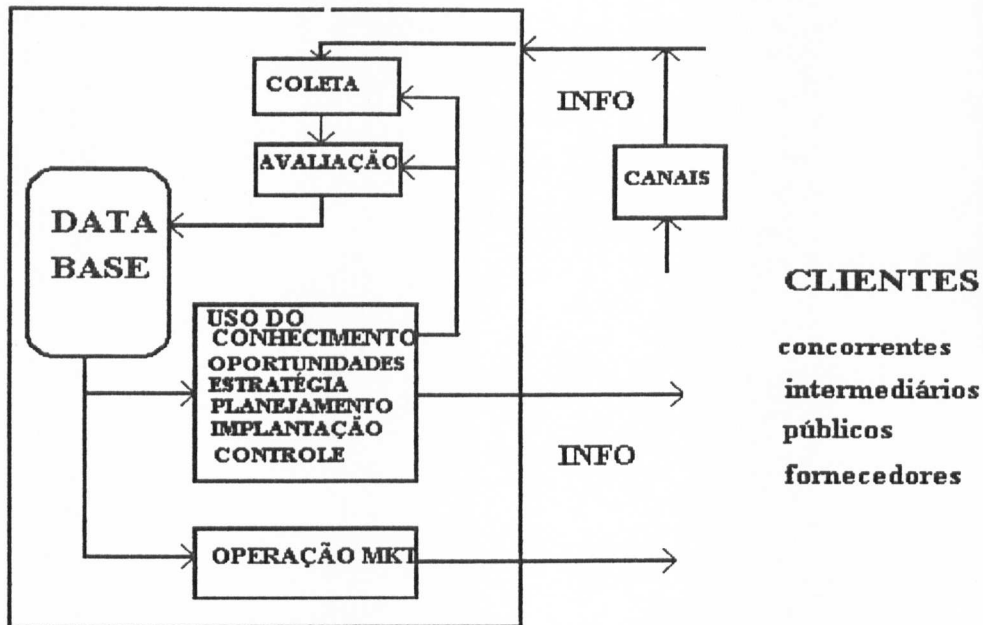 COLETA
INFO
AVALIAÇÃO
CANAIS
DATA
BASE
CLIENTES
USO DO
CONHECIMENTO
OPORTUNIDADES
ESTRATÉGIA
PLANEJAMENTO
IMPLANTAÇÃO
CONTROLE
concorrentes
intermediários
públicos
fornecedores
INFO
OPERAÇÃO MKT